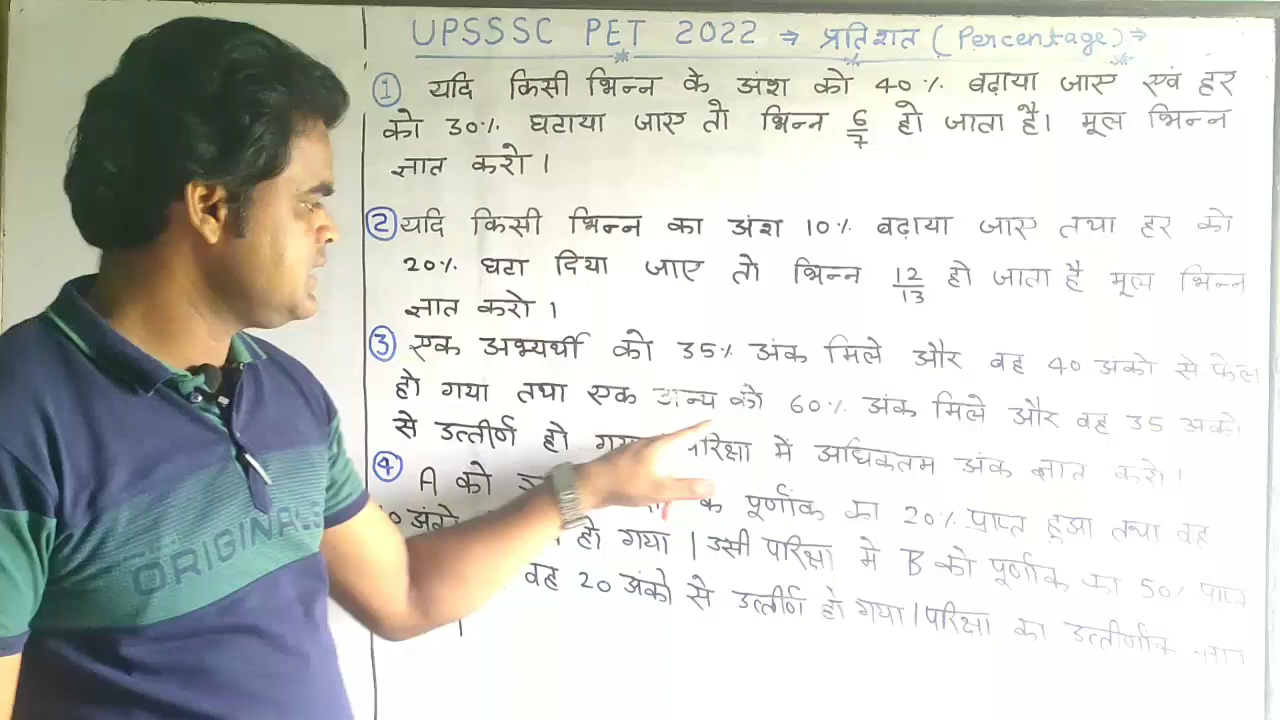 UPSSSC PET 2022 ⇒ प्रतिशत (Percentage) ⇒
① यदि किसी भिन्न के अंश को 40% बढ़ाया जाए एवं हर
को 30% घटाया जाए तो भिन्न 6/7 हो जाता है। मूल भिन्न
ज्ञात करो।
② यदि किसी भिन्न का अंश 10% बढ़ाया जाए तथा हर को
20% घटा दिया जाए तो भिन्न 12/13 हो जाता है मूल भिन्न
ज्ञात करो।
③ एक अभ्यर्थी को 35% अंक मिले और वह 40 अंको से फेल
हो गया तथा एक अन्य को 60% अंक मिले और वह 35 अंको
से उत्तीर्ण हो गया परिक्षा में अधिकतम अंक ज्ञात करो।
④ A को के पूर्णांक का 20% प्राप्त हुआ तथा वह
अंको हो गया। उसी परिक्षा में B को पूर्णांक का 50% प्राप्त
वह 20 अंको से उत्तीर्ण हो गया। परिक्षा का उत्तीर्णांक
ORIGINALS